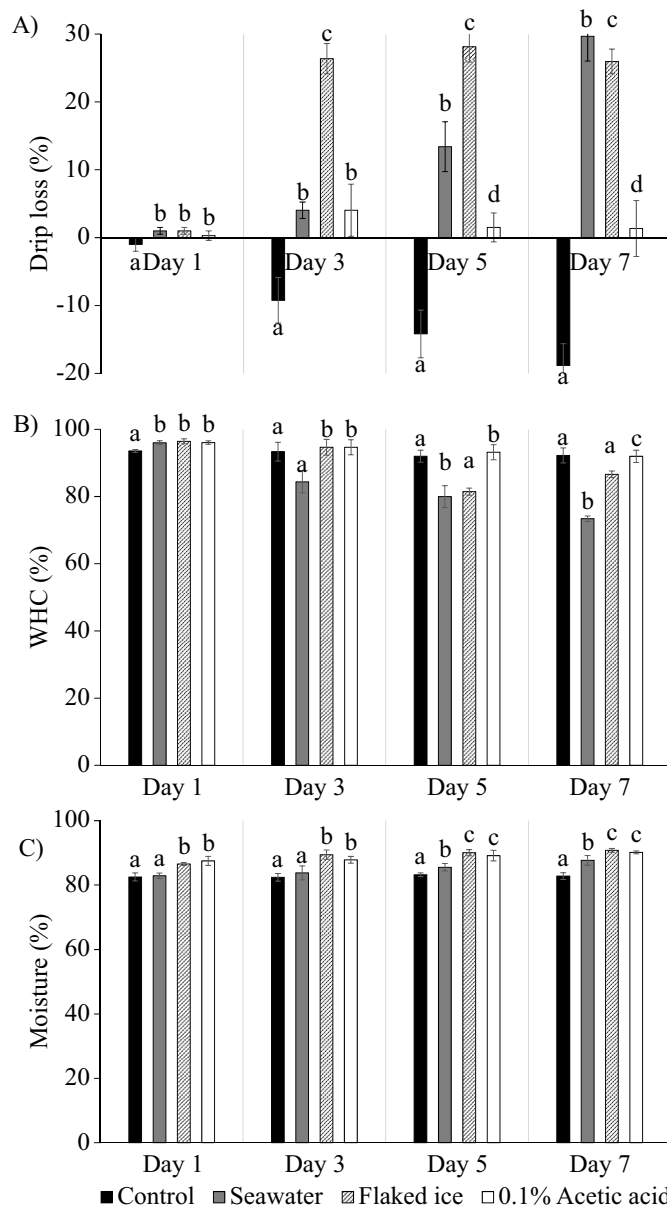 A)
30
20
10
0
-10
-20
Drip loss (%)
b b b
a
c
b b
a
c
b
d
a
b c
d
a
Day 1 Day 3 Day 5 Day 7
B)
100
80
60
40
20
0
WHC (%)
a b b b a a b b a b a b a b a c
Day 1 Day 3 Day 5 Day 7
C)
100
80
60
40
20
0
Moisture (%)
a a b b a a b b a b c c a b c c
Day 1 Day 3 Day 5 Day 7
Control Seawater Flaked ice 0.1% Acetic acid